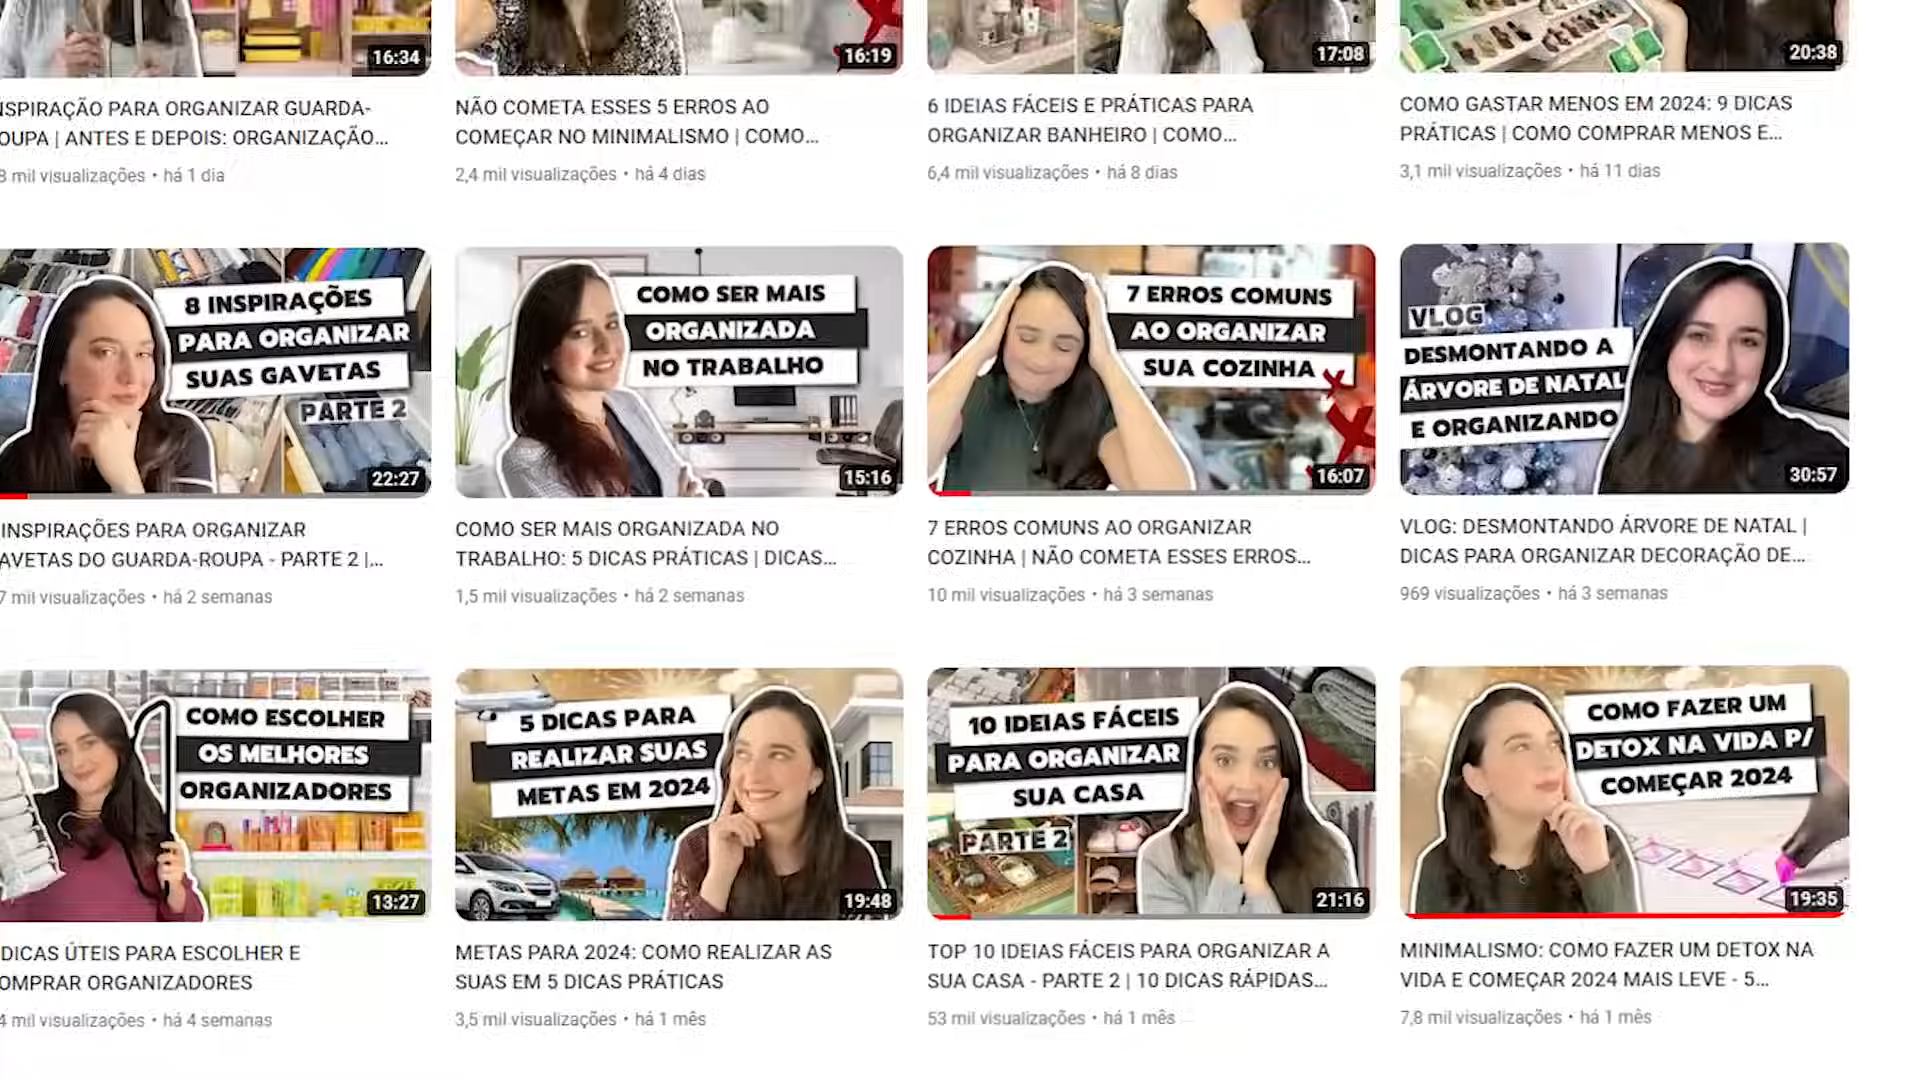 16:34
16:19
17:08
20:38
NSPIRAÇÃO PARA ORGANIZAR GUARDA-
OUPA | ANTES E DEPOIS: ORGANIZAÇÃO...
8 mil visualizações • há 1 dia
NÃO COMETA ESSES 5 ERROS AO
COMEÇAR NO MINIMALISMO | COMO...
2,4 mil visualizações • há 4 dias
6 IDEIAS FÁCEIS E PRÁTICAS PARA
ORGANIZAR BANHEIRO | COMO...
6,4 mil visualizações • há 8 dias
COMO GASTAR MENOS EM 2024: 9 DICAS
PRÁTICAS | COMO COMPRAR MENOS E...
3,1 mil visualizações • há 11 dias
8 INSPIRAÇÕES
PARA ORGANIZAR
SUAS GAVETAS
PARTE 2
22:27
INSPIRAÇÕES PARA ORGANIZAR
AVETAS DO GUARDA-ROUPA - PARTE 2 |...
7 mil visualizações • há 2 semanas
COMO SER MAIS
ORGANIZADA
NO TRABALHO
15:16
COMO SER MAIS ORGANIZADA NO
TRABALHO: 5 DICAS PRÁTICAS | DICAS...
1,5 mil visualizações • há 2 semanas
7 ERROS COMUNS
AO ORGANIZAR
SUA COZINHA
16:07
7 ERROS COMUNS AO ORGANIZAR
COZINHA | NÃO COMETA ESSES ERROS...
10 mil visualizações • há 3 semanas
VLOG
DESMONTANDO A
ÁRVORE DE NATAL
E ORGANIZANDO
30:57
VLOG: DESMONTANDO ÁRVORE DE NATAL |
DICAS PARA ORGANIZAR DECORAÇÃO DE...
969 visualizações • há 3 semanas
COMO ESCOLHER
OS MELHORES
ORGANIZADORES
13:27
DICAS ÚTEIS PARA ESCOLHER E
OMPRAR ORGANIZADORES
4 mil visualizações • há 4 semanas
5 DICAS PARA
REALIZAR SUAS
METAS EM 2024
19:48
METAS PARA 2024: COMO REALIZAR AS
SUAS EM 5 DICAS PRÁTICAS
3,5 mil visualizações • há 1 mês
10 IDEIAS FÁCEIS
PARA ORGANIZAR
SUA CASA
PARTE 2
21:16
TOP 10 IDEIAS FÁCEIS PARA ORGANIZAR A
SUA CASA - PARTE 2 | 10 DICAS RÁPIDAS...
53 mil visualizações • há 1 mês
COMO FAZER UM
DETOX NA VIDA P/
COMEÇAR 2024
19:35
MINIMALISMO: COMO FAZER UM DETOX NA
VIDA E COMEÇAR 2024 MAIS LEVE - 5...
7,8 mil visualizações • há 1 mês